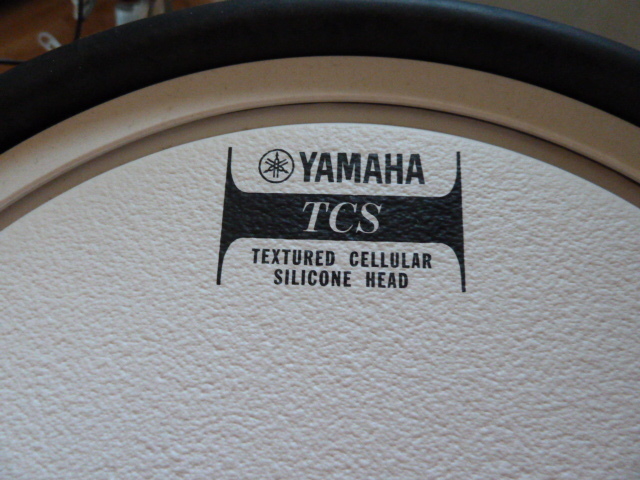 YAMAHA
TCS
TEXTURED CELLULAR
SILICONE HEAD